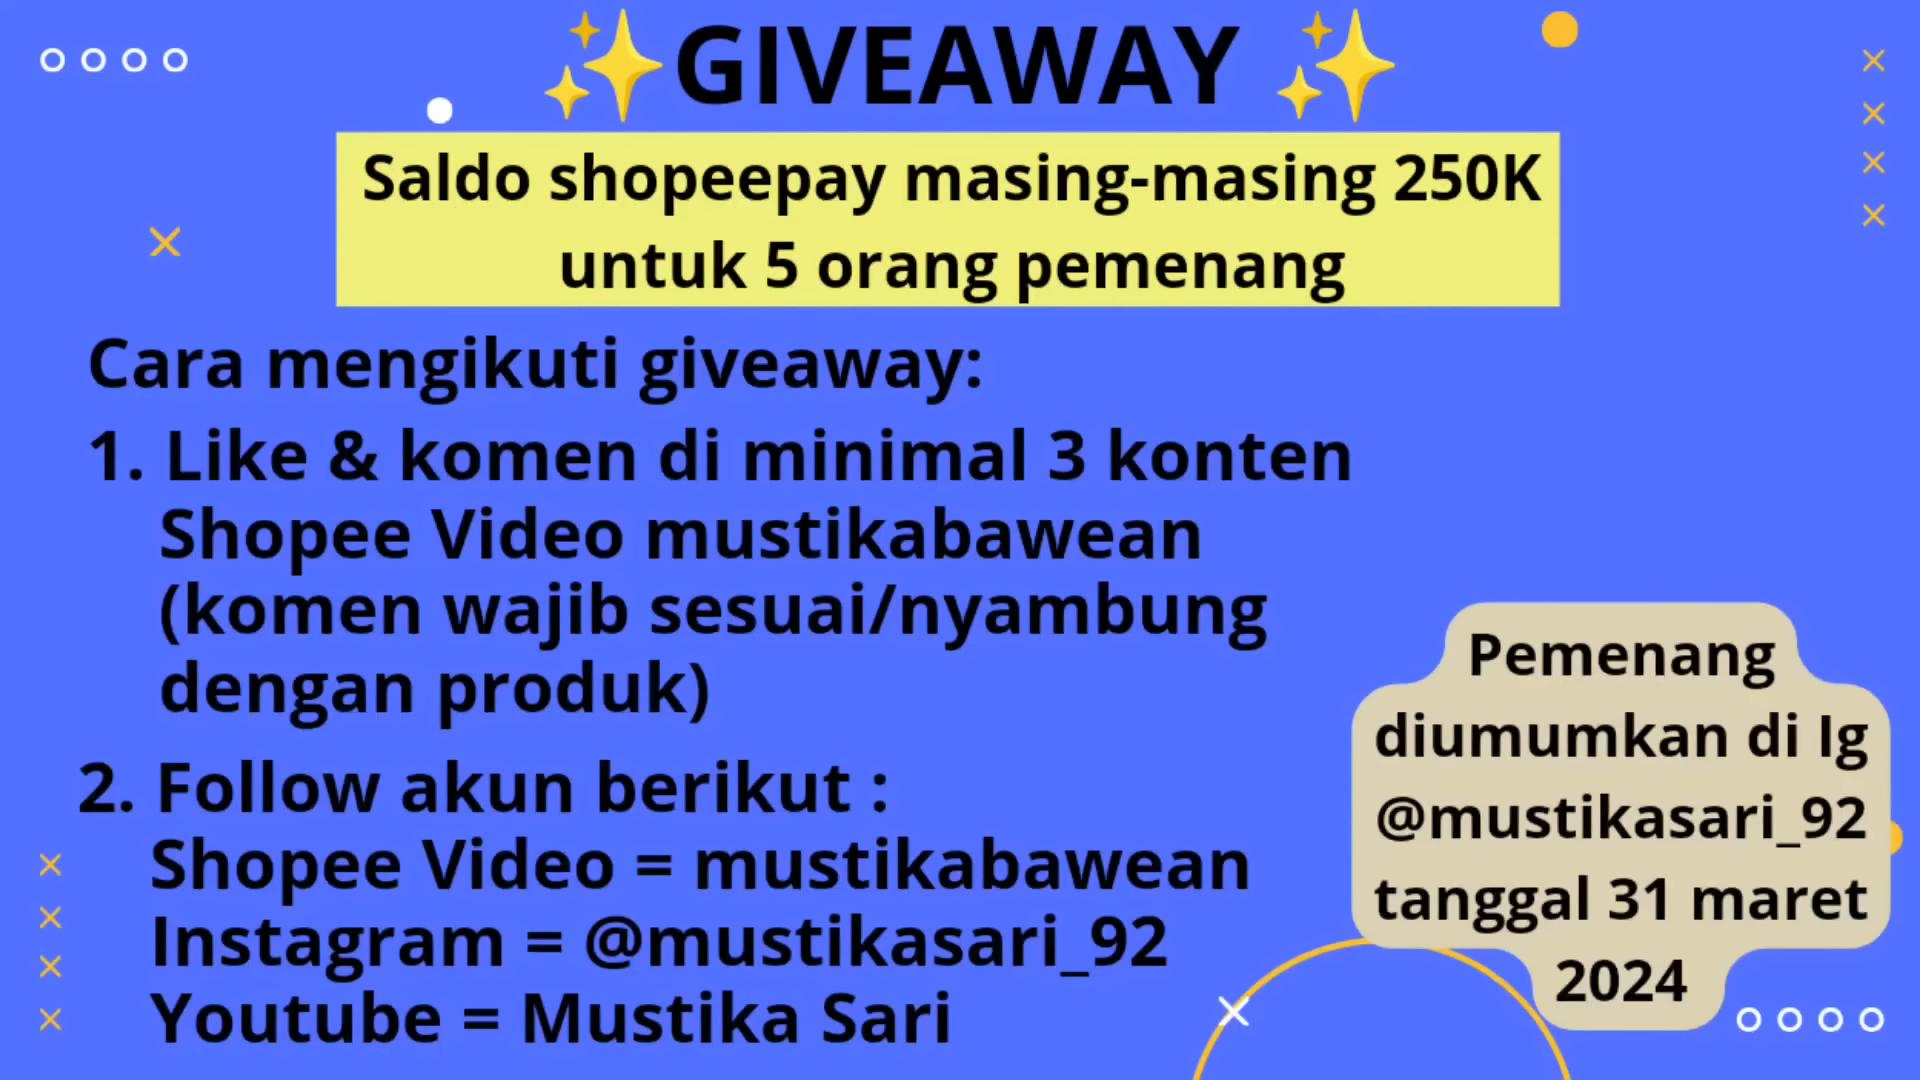 ✨GIVEAWAY ✨
Saldo shopeepay masing-masing 250K
untuk 5 orang pemenang
Cara mengikuti giveaway:
1. Like & komen di minimal 3 konten
Shopee Video mustikabawean
(komen wajib sesuai/nyambung
dengan produk)
2. Follow akun berikut :
Shopee Video = mustikabawean
Instagram = @mustikasari_92
Youtube = Mustika Sari
Pemenang
diumumkan di Ig
@mustikasari_92
tanggal 31 maret
2024